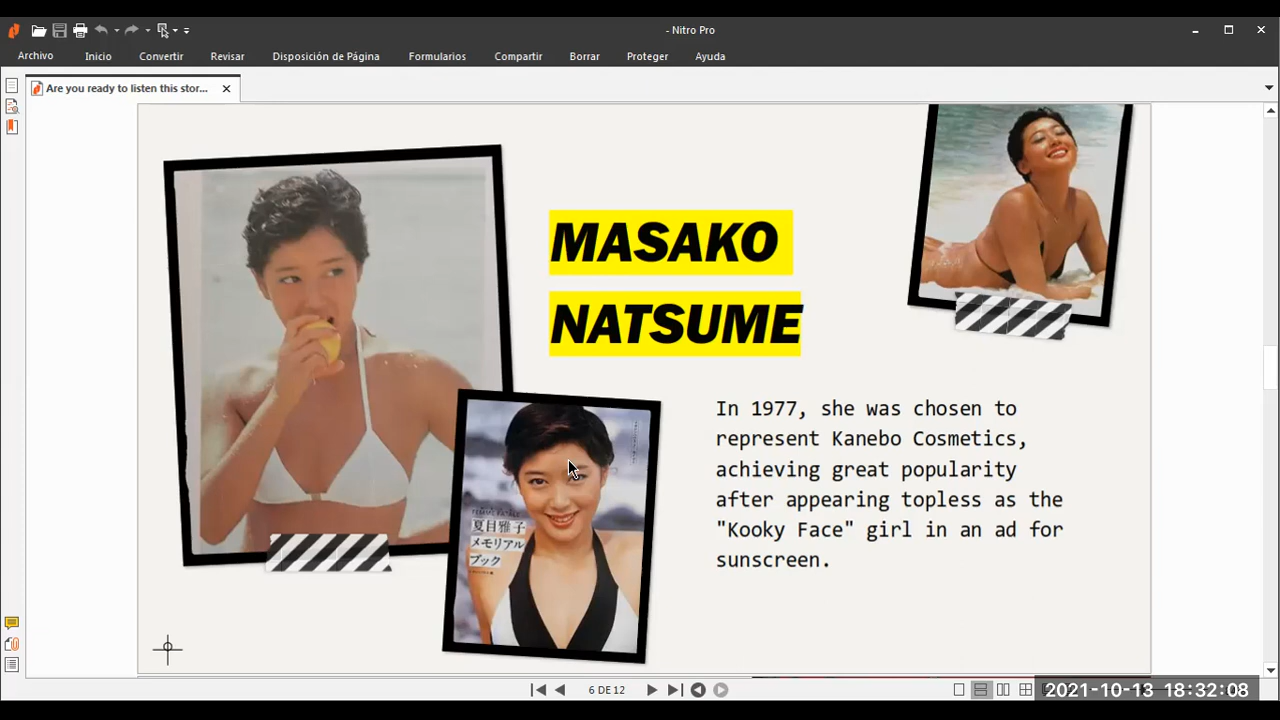 - Nitro Pro
Archivo Inicio Convertir Revisar Disposición de Página Formularios Compartir Borrar Proteger Ayuda
Are you ready to listen this stor...
MASAKO
NATSUME
In 1977, she was chosen to
represent Kanebo Cosmetics,
achieving great popularity
after appearing topless as the
"Kooky Face" girl in an ad for
sunscreen.
夏目雅子
メモリアル
ブック
6 DE 12
2021-10-13 18:32:08